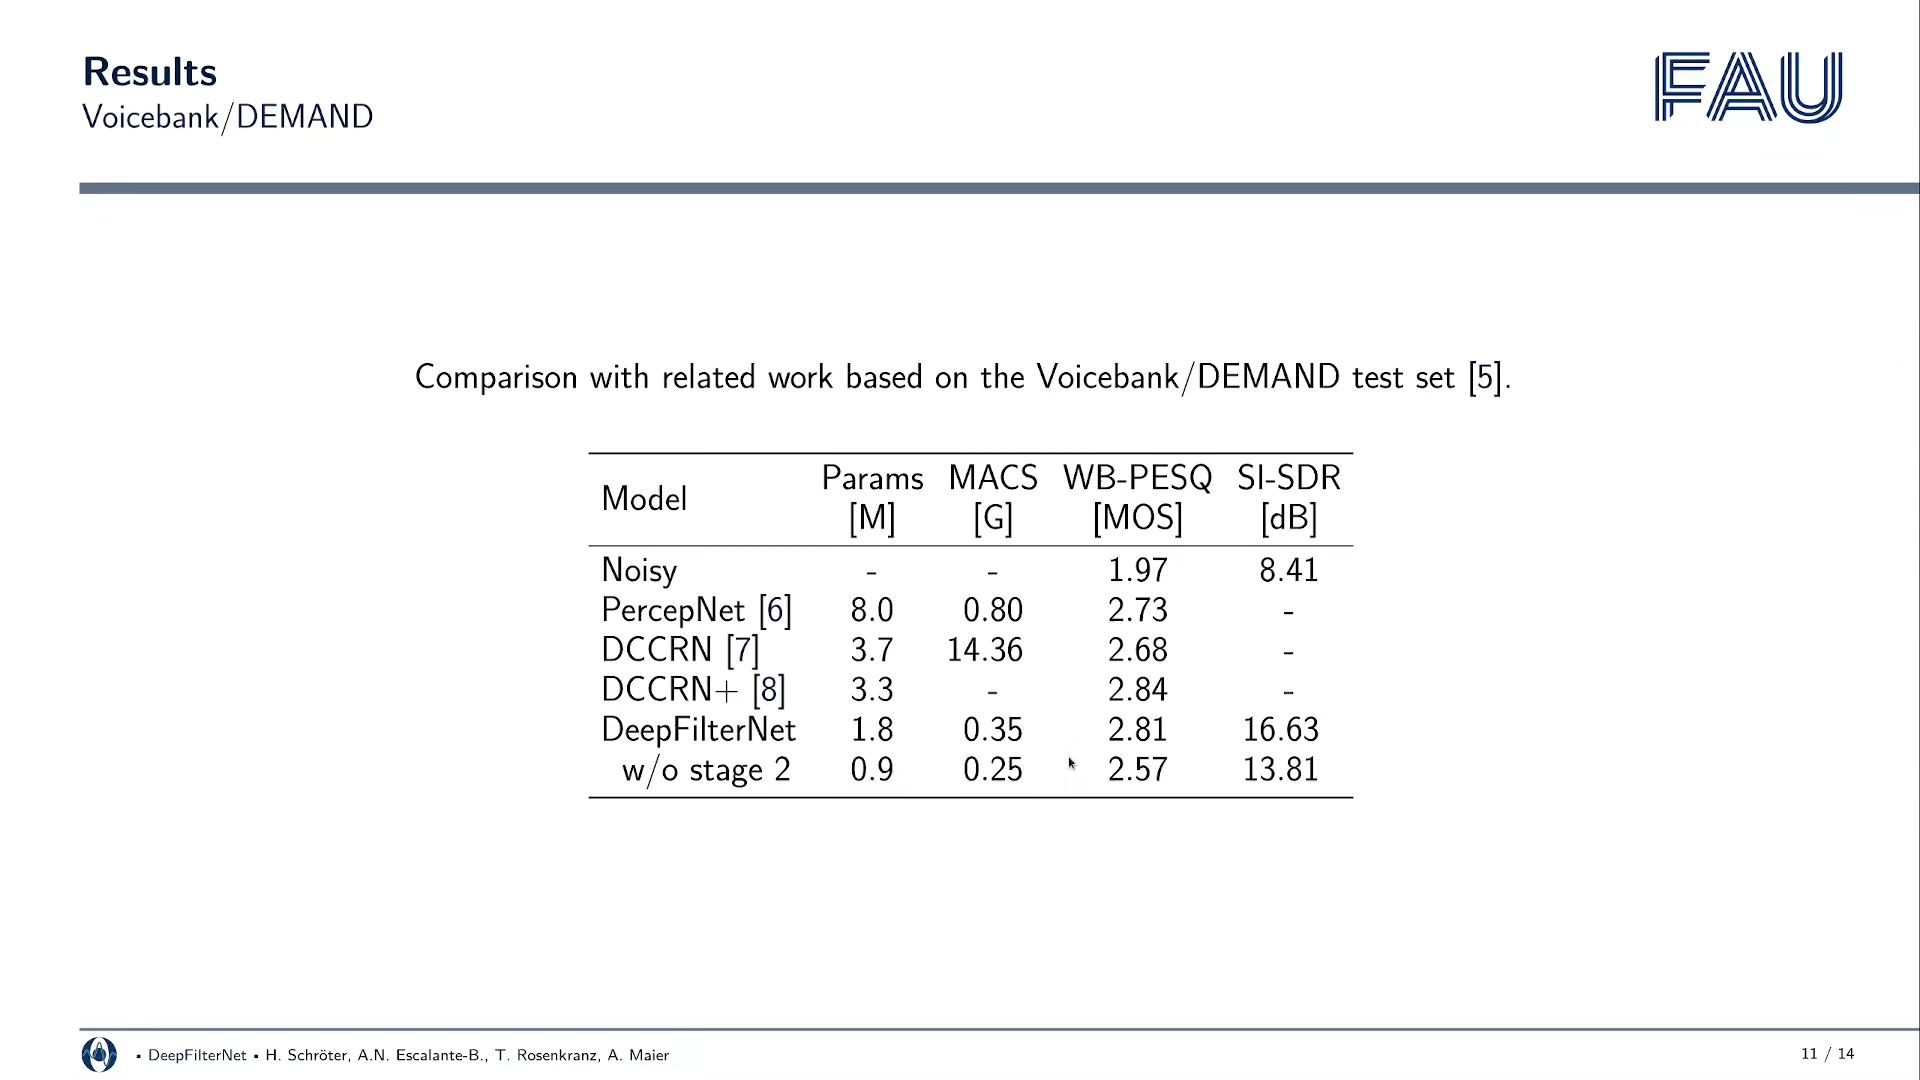 Results
FAU
Voicebank/DEMAND
Comparison with related work based on the Voicebank/DEMAND test set [5].
Model Params MACS WB-PESQ SI-SDR
[M] [G] [MOS] [dB]
Noisy - - 1.97 8.41
PercepNet [6] 8.0 0.80 2.73 -
DCCRN [7] 3.7 14.36 2.68 -
DCCRN+ [8] 3.3 - 2.84 -
DeepFilterNet 1.8 0.35 2.81 16.63
w/o stage 2 0.9 0.25 2.57 13.81
▪ DeepFilterNet ▪ H. Schröter, A.N. Escalante-B., T. Rosenkranz, A. Maier
11 / 14